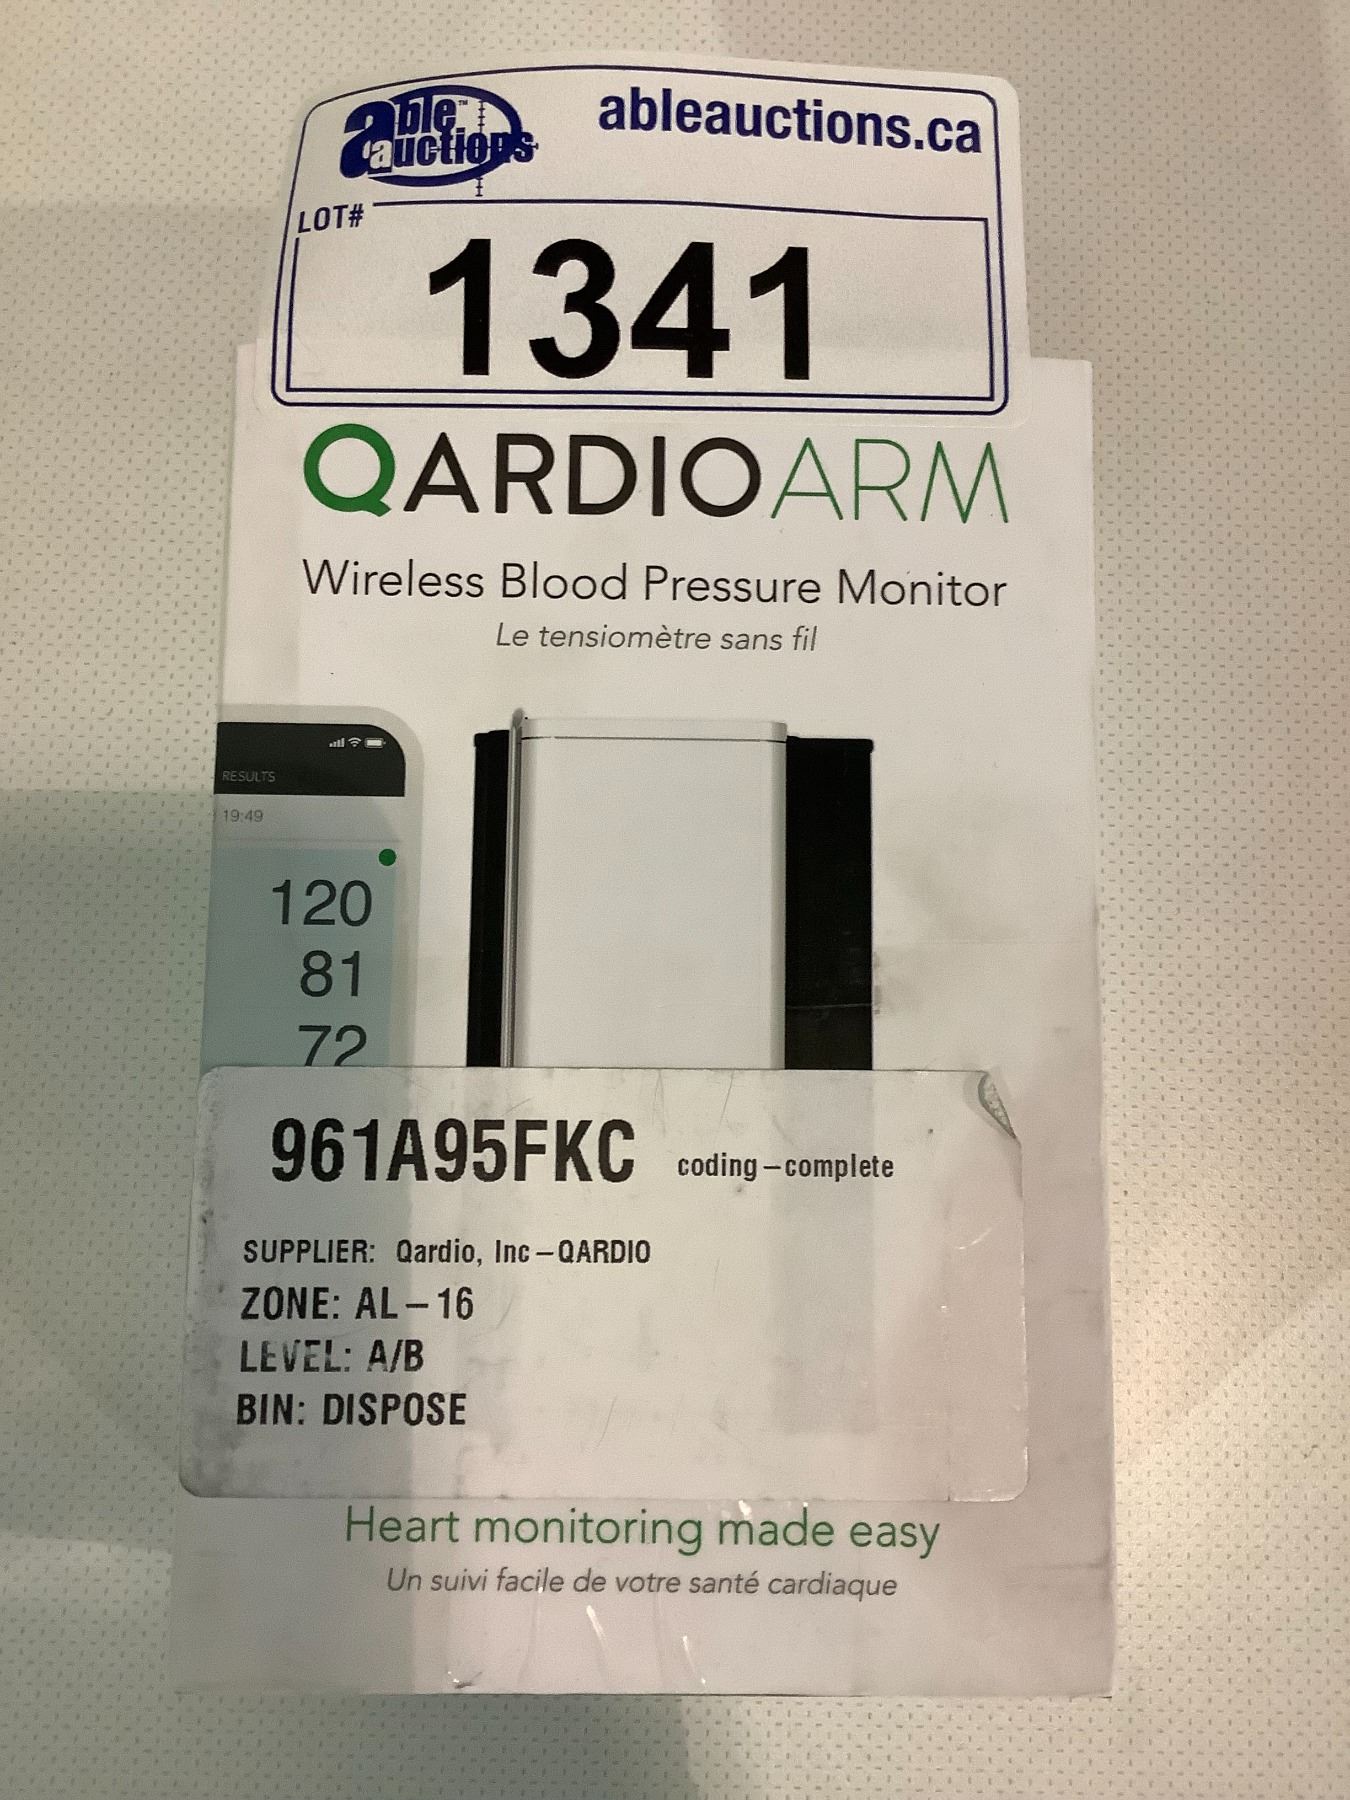 able auctions™
ableauctions.ca
LOT#
1341
QARDIOARM
Wireless Blood Pressure Monitor
Le tensiomètre sans fil
RESULTS
19:49
120
81
72
961A95FKC coding-complete
SUPPLIER: Qardio, Inc-QARDIO
ZONE: AL-16
LEVEL: A/B
BIN: DISPOSE
Heart monitoring made easy
Un suivi facile de votre santé cardiaque